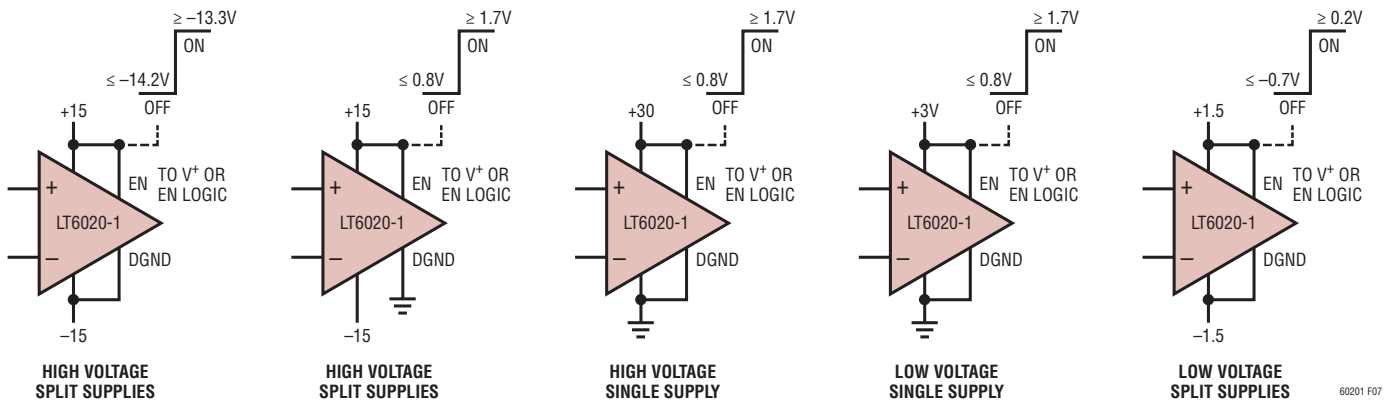 ≥ –13.3V
ON
≤ –14.2V
OFF
+15
+
EN
TO V⁺ OR
EN LOGIC
LT6020-1
–
DGND
–15
HIGH VOLTAGE
SPLIT SUPPLIES
≥ 1.7V
ON
≤ 0.8V
OFF
+15
+
EN
TO V⁺ OR
EN LOGIC
LT6020-1
–
DGND
–15
HIGH VOLTAGE
SPLIT SUPPLIES
≥ 1.7V
ON
≤ 0.8V
OFF
+30
+
EN
TO V⁺ OR
EN LOGIC
LT6020-1
–
DGND
HIGH VOLTAGE
SINGLE SUPPLY
≥ 1.7V
ON
≤ 0.8V
OFF
+3V
+
EN
TO V⁺ OR
EN LOGIC
LT6020-1
–
DGND
LOW VOLTAGE
SINGLE SUPPLY
≥ 0.2V
ON
≤ –0.7V
OFF
+1.5
+
EN
TO V⁺ OR
EN LOGIC
LT6020-1
–
DGND
–1.5
LOW VOLTAGE
SPLIT SUPPLIES
60201 F07